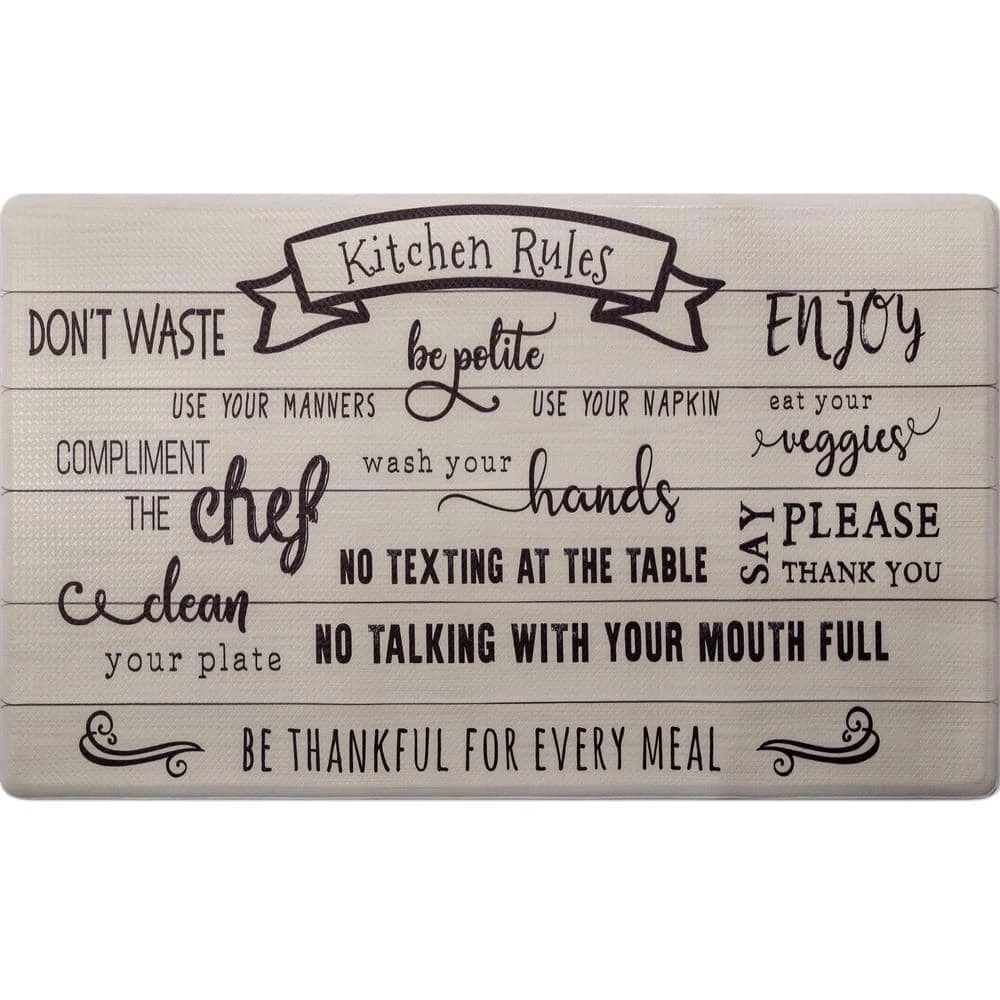 Kitchen Rules
DON'T WASTE
be polite
ENJOY
USE YOUR MANNERS
USE YOUR NAPKIN
eat your
veggies
COMPLIMENT
THE chef
wash your
hands
SAY
PLEASE
THANK YOU
NO TEXTING AT THE TABLE
clean
your plate
NO TALKING WITH YOUR MOUTH FULL
BE THANKFUL FOR EVERY MEAL